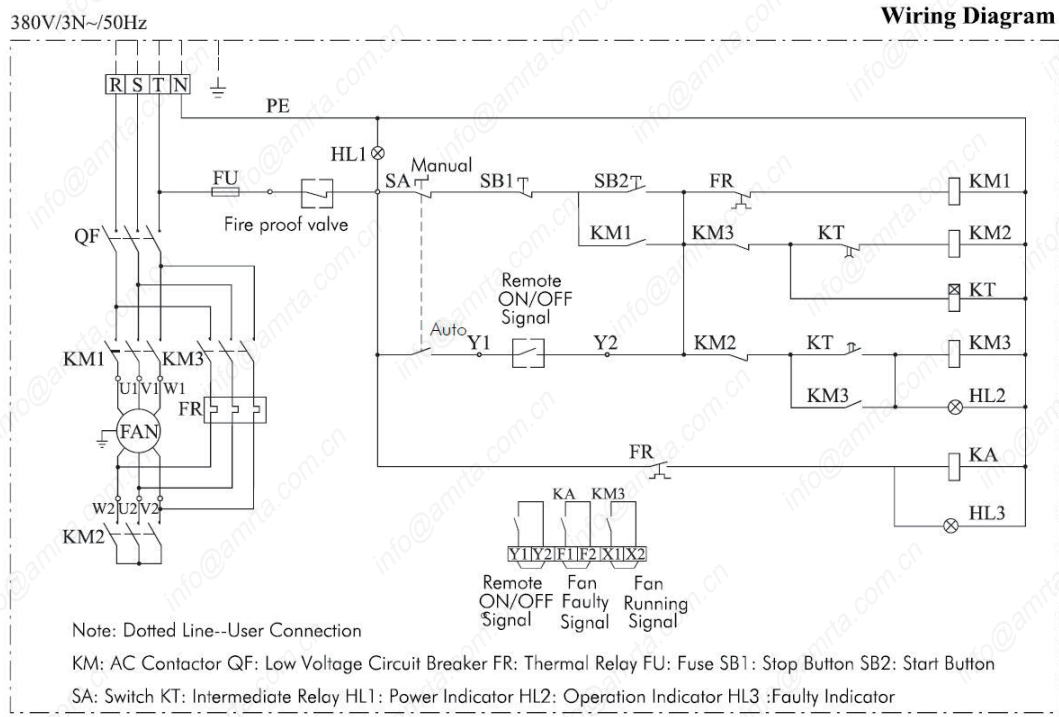 380V/3N~/50Hz
Wiring Diagram
R S T N
PE
HL1
FU
Fire proof valve
SA
Manual
SB1
SB2
FR
KM1
KM1
KM3
KT
KM2
QF
KT
Remote
ON/OFF
Signal
Auto
Y1
Y2
KM2
KT
KM3
KM1
KM3
U1 V1 W1
KM3
HL2
FR
FAN
FR
KA
W2 U2 V2
KM2
HL3
KA
KM3
Y1 Y2 F1 F2 X1 X2
Remote
ON/OFF
Signal
Fan
Faulty
Signal
Fan
Running
Signal
Note: Dotted Line--User Connection
KM: AC Contactor QF: Low Voltage Circuit Breaker FR: Thermal Relay FU: Fuse SB1: Stop Button SB2: Start Button
SA: Switch KT: Intermediate Relay HL1: Power Indicator HL2: Operation Indicator HL3 :Faulty Indicator
info@amrta.com.cn